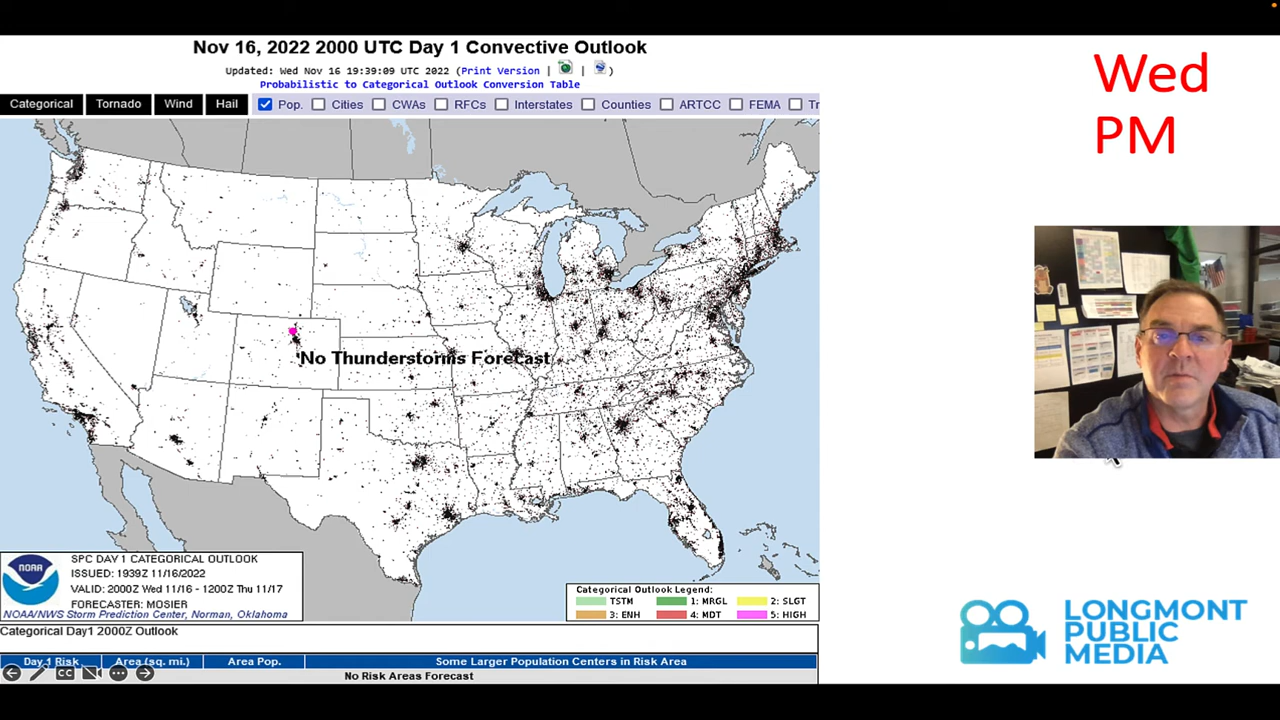 Nov 16, 2022 2000 UTC Day 1 Convective Outlook
Updated: Wed Nov 16 19:39:09 UTC 2022 (Print Version | | )
Probabilistic to Categorical Outlook Conversion Table
Categorical Tornado Wind Hail Pop. Cities CWAs RFCs Interstates Counties ARTCC FEMA Tr
Wed
PM
No Thunderstorms Forecast
NOAA
SPC DAY 1 CATEGORICAL OUTLOOK
ISSUED: 1939Z 11/16/2022
VALID: 2000Z Wed 11/16 - 1200Z Thu 11/17
FORECASTER: MOSIER
NOAA/NWS Storm Prediction Center, Norman, Oklahoma
Categorical Outlook Legend:
TSTM 1: MRGL 2: SLGT
3: ENH 4: MDT 5: HIGH
Categorical Day1 2000Z Outlook
Day 1 Risk Area (sq. mi.) Area Pop. Some Larger Population Centers in Risk Area
No Risk Areas Forecast
CC
LONGMONT
PUBLIC
MEDIA